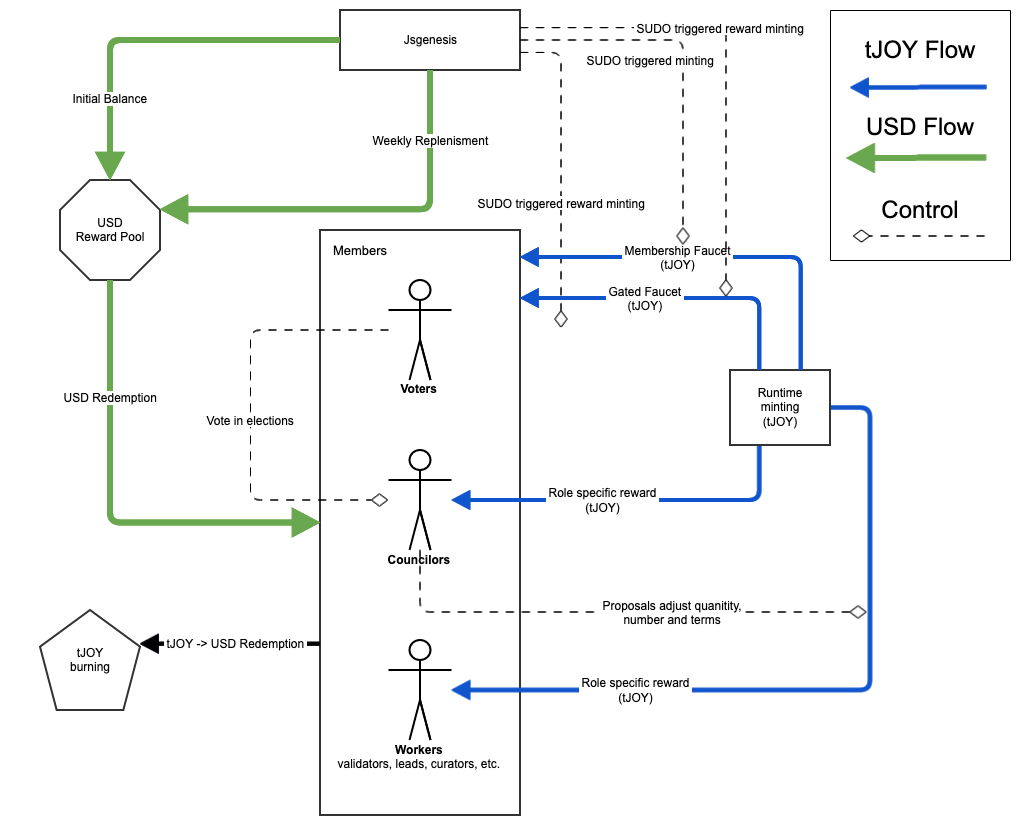 Jsgenesis
SUDO triggered reward minting
SUDO triggered minting
tJOY Flow
USD Flow
Control
Initial Balance
Weekly Replenisment
USD
Reward Pool
SUDO triggered reward minting
Members
Membership Faucet
(tJOY)
Gated Faucet
(tJOY)
Voters
USD Redemption
Vote in elections
Runtime
minting
(tJOY)
Role specific reward
(tJOY)
Councilors
Proposals adjust quanitity,
number and terms
tJOY -> USD Redemption
tJOY
burning
Role specific reward
(tJOY)
Workers
validators, leads, curators, etc.